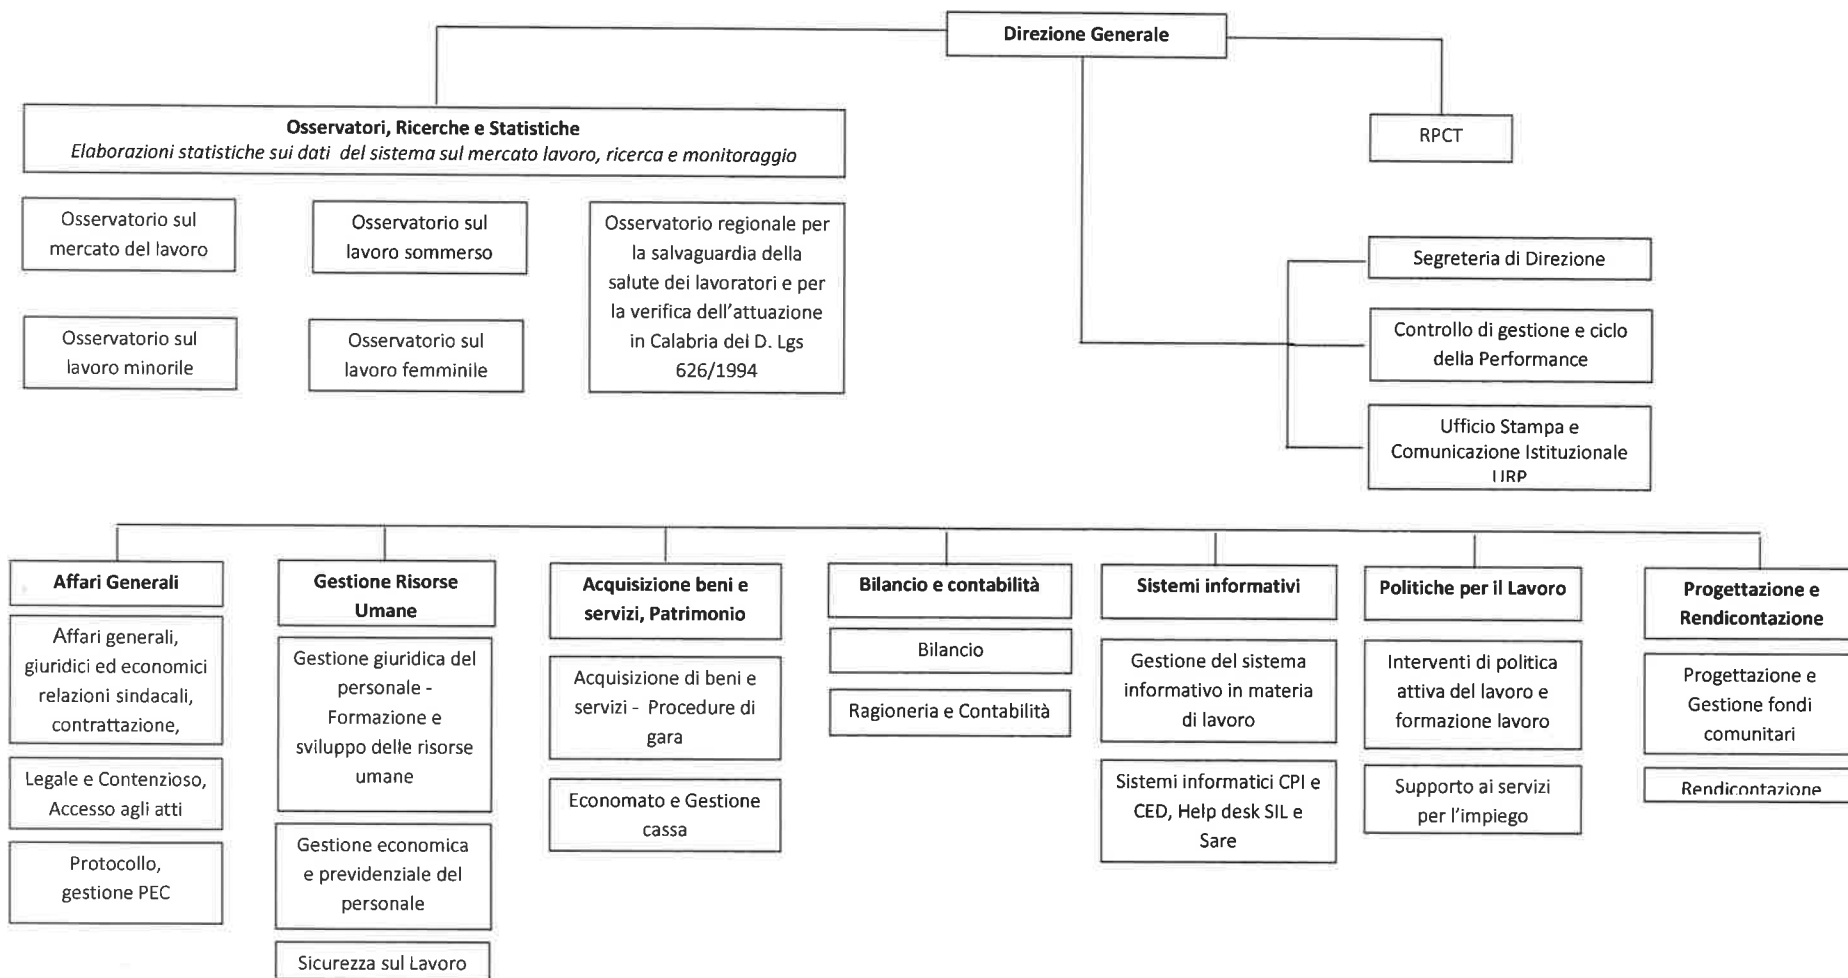 Direzione Generale
Osservatori, Ricerche e Statistiche
Elaborazioni statistiche sui dati del sistema sul mercato lavoro, ricerca e monitoraggio
RPCT
Osservatorio sul
mercato del lavoro
Osservatorio sul
lavoro sommerso
Osservatorio regionale per
la salvaguardia della
salute dei lavoratori e per
la verifica dell'attuazione
in Calabria del D. Lgs
626/1994
Osservatorio sul
lavoro minorile
Osservatorio sul
lavoro femminile
Segreteria di Direzione
Controllo di gestione e ciclo
della Performance
Ufficio Stampa e
Comunicazione Istituzionale
URP
Affari Generali
Affari generali,
giuridici ed economici
relazioni sindacali,
contrattazione,
Legale e Contenzioso,
Accesso agli atti
Protocollo,
gestione PEC
Gestione Risorse
Umane
Gestione giuridica del
personale -
Formazione e
sviluppo delle risorse
umane
Gestione economica
e previdenziale del
personale
Sicurezza sul Lavoro
Acquisizione beni e
servizi, Patrimonio
Acquisizione di beni e
servizi - Procedure di
gara
Economato e Gestione
cassa
Bilancio e contabilità
Bilancio
Ragioneria e Contabilità
Sistemi informativi
Gestione del sistema
informativo in materia
di lavoro
Sistemi informatici CPI e
CED, Help desk SIL e
Sare
Politiche per il Lavoro
Interventi di politica
attiva del lavoro e
formazione lavoro
Supporto ai servizi
per l'impiego
Progettazione e
Rendicontazione
Progettazione e
Gestione fondi
comunitari
Rendicontazione